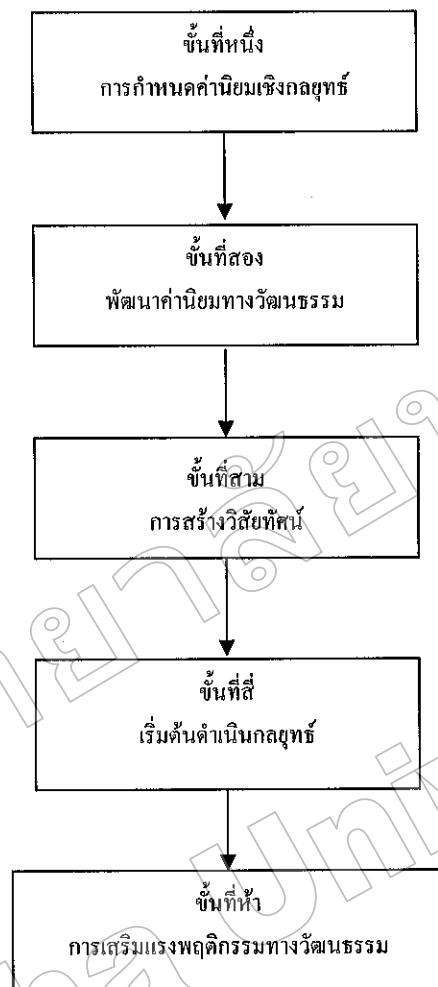 ขั้นที่หนึ่ง
การกำหนดค่านิยมเชิงกลยุทธ์
ขั้นที่สอง
พัฒนาค่านิยมทางวัฒนธรรม
ขั้นที่สาม
การสร้างวิสัยทัศน์
ขั้นที่สี่
เริ่มต้นดำเนินกลยุทธ์
ขั้นที่ห้า
การเสริมแรงพฤติกรรมทางวัฒนธรรม